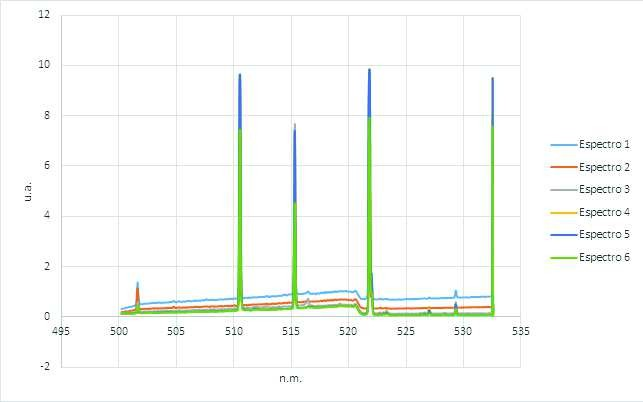 12
10
8
6
4
2
0
-2
u.a.
495 500 505 510 515 520 525 530 535
n.m.
Espectro 1
Espectro 2
Espectro 3
Espectro 4
Espectro 5
Espectro 6